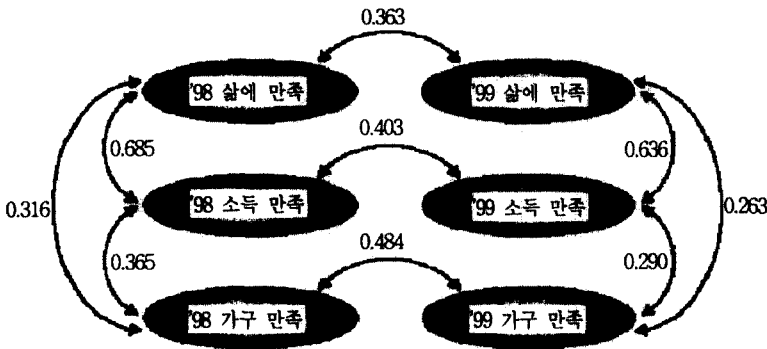 0.363
'98 삶에 만족
'99 삶에 만족
0.403
0.685
0.636
'98 소득 만족
'99 소득 만족
0.316
0.263
0.484
0.365
0.290
'98 가구 만족
'99 가구 만족